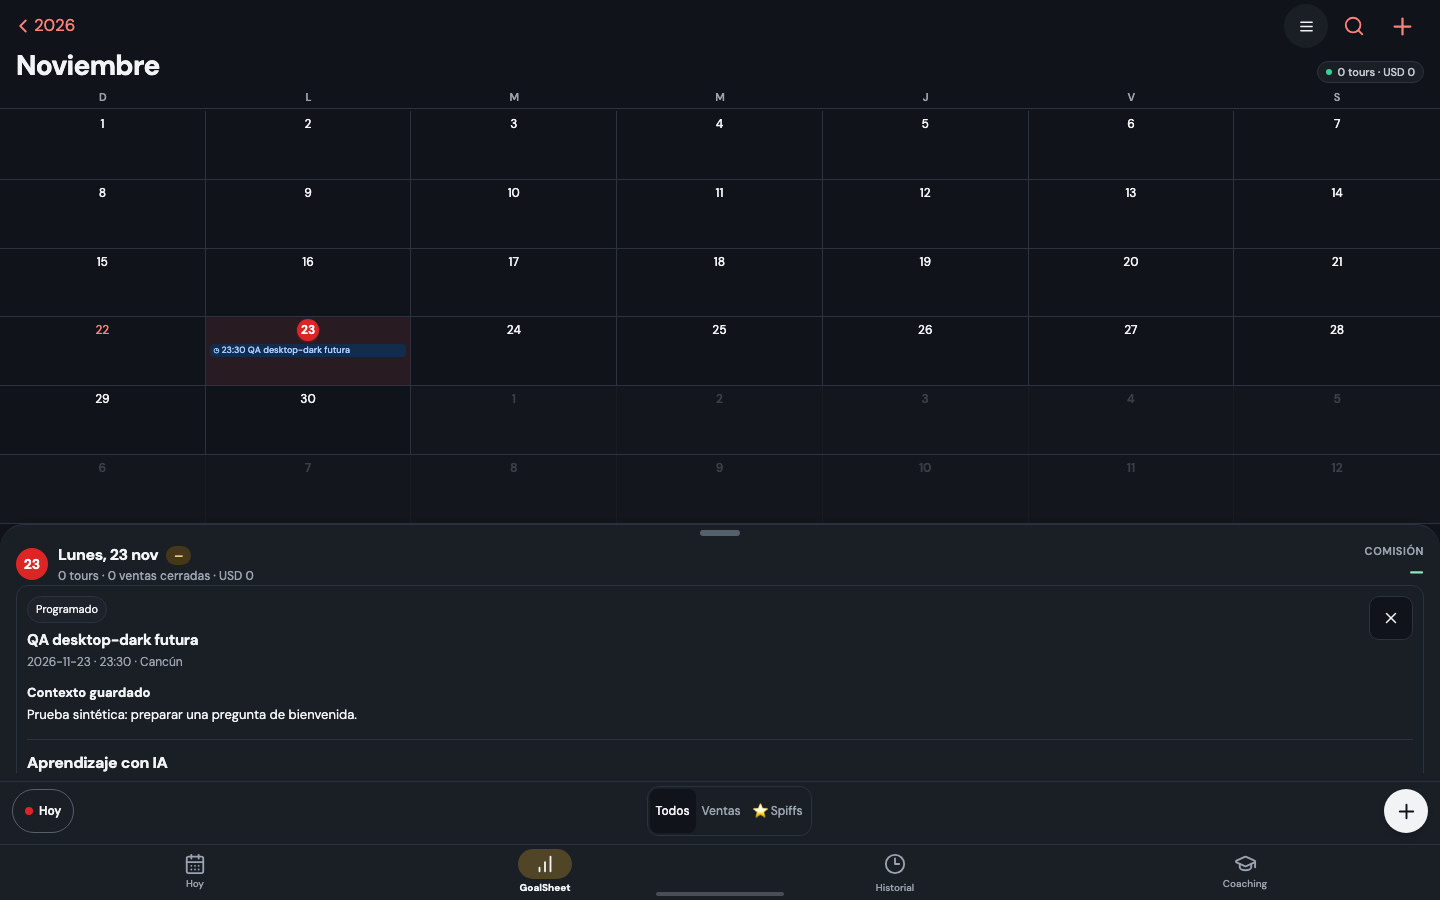 2026
Noviembre
0 tours · USD 0
D L M M J V S
1 2 3 4 5 6 7
8 9 10 11 12 13 14
15 16 17 18 19 20 21
22 23 24 25 26 27 28
23:30 QA desktop-dark futura
29 30 1 2 3 4 5
6 7 8 9 10 11 12
23
Lunes, 23 nov –
0 tours · 0 ventas cerradas · USD 0
COMISIÓN
—
Programado
QA desktop-dark futura
2026-11-23 · 23:30 · Cancún
Contexto guardado
Prueba sintética: preparar una pregunta de bienvenida.
Aprendizaje con IA
Hoy
Todos Ventas ⭐ Spiffs
Hoy GoalSheet Historial Coaching